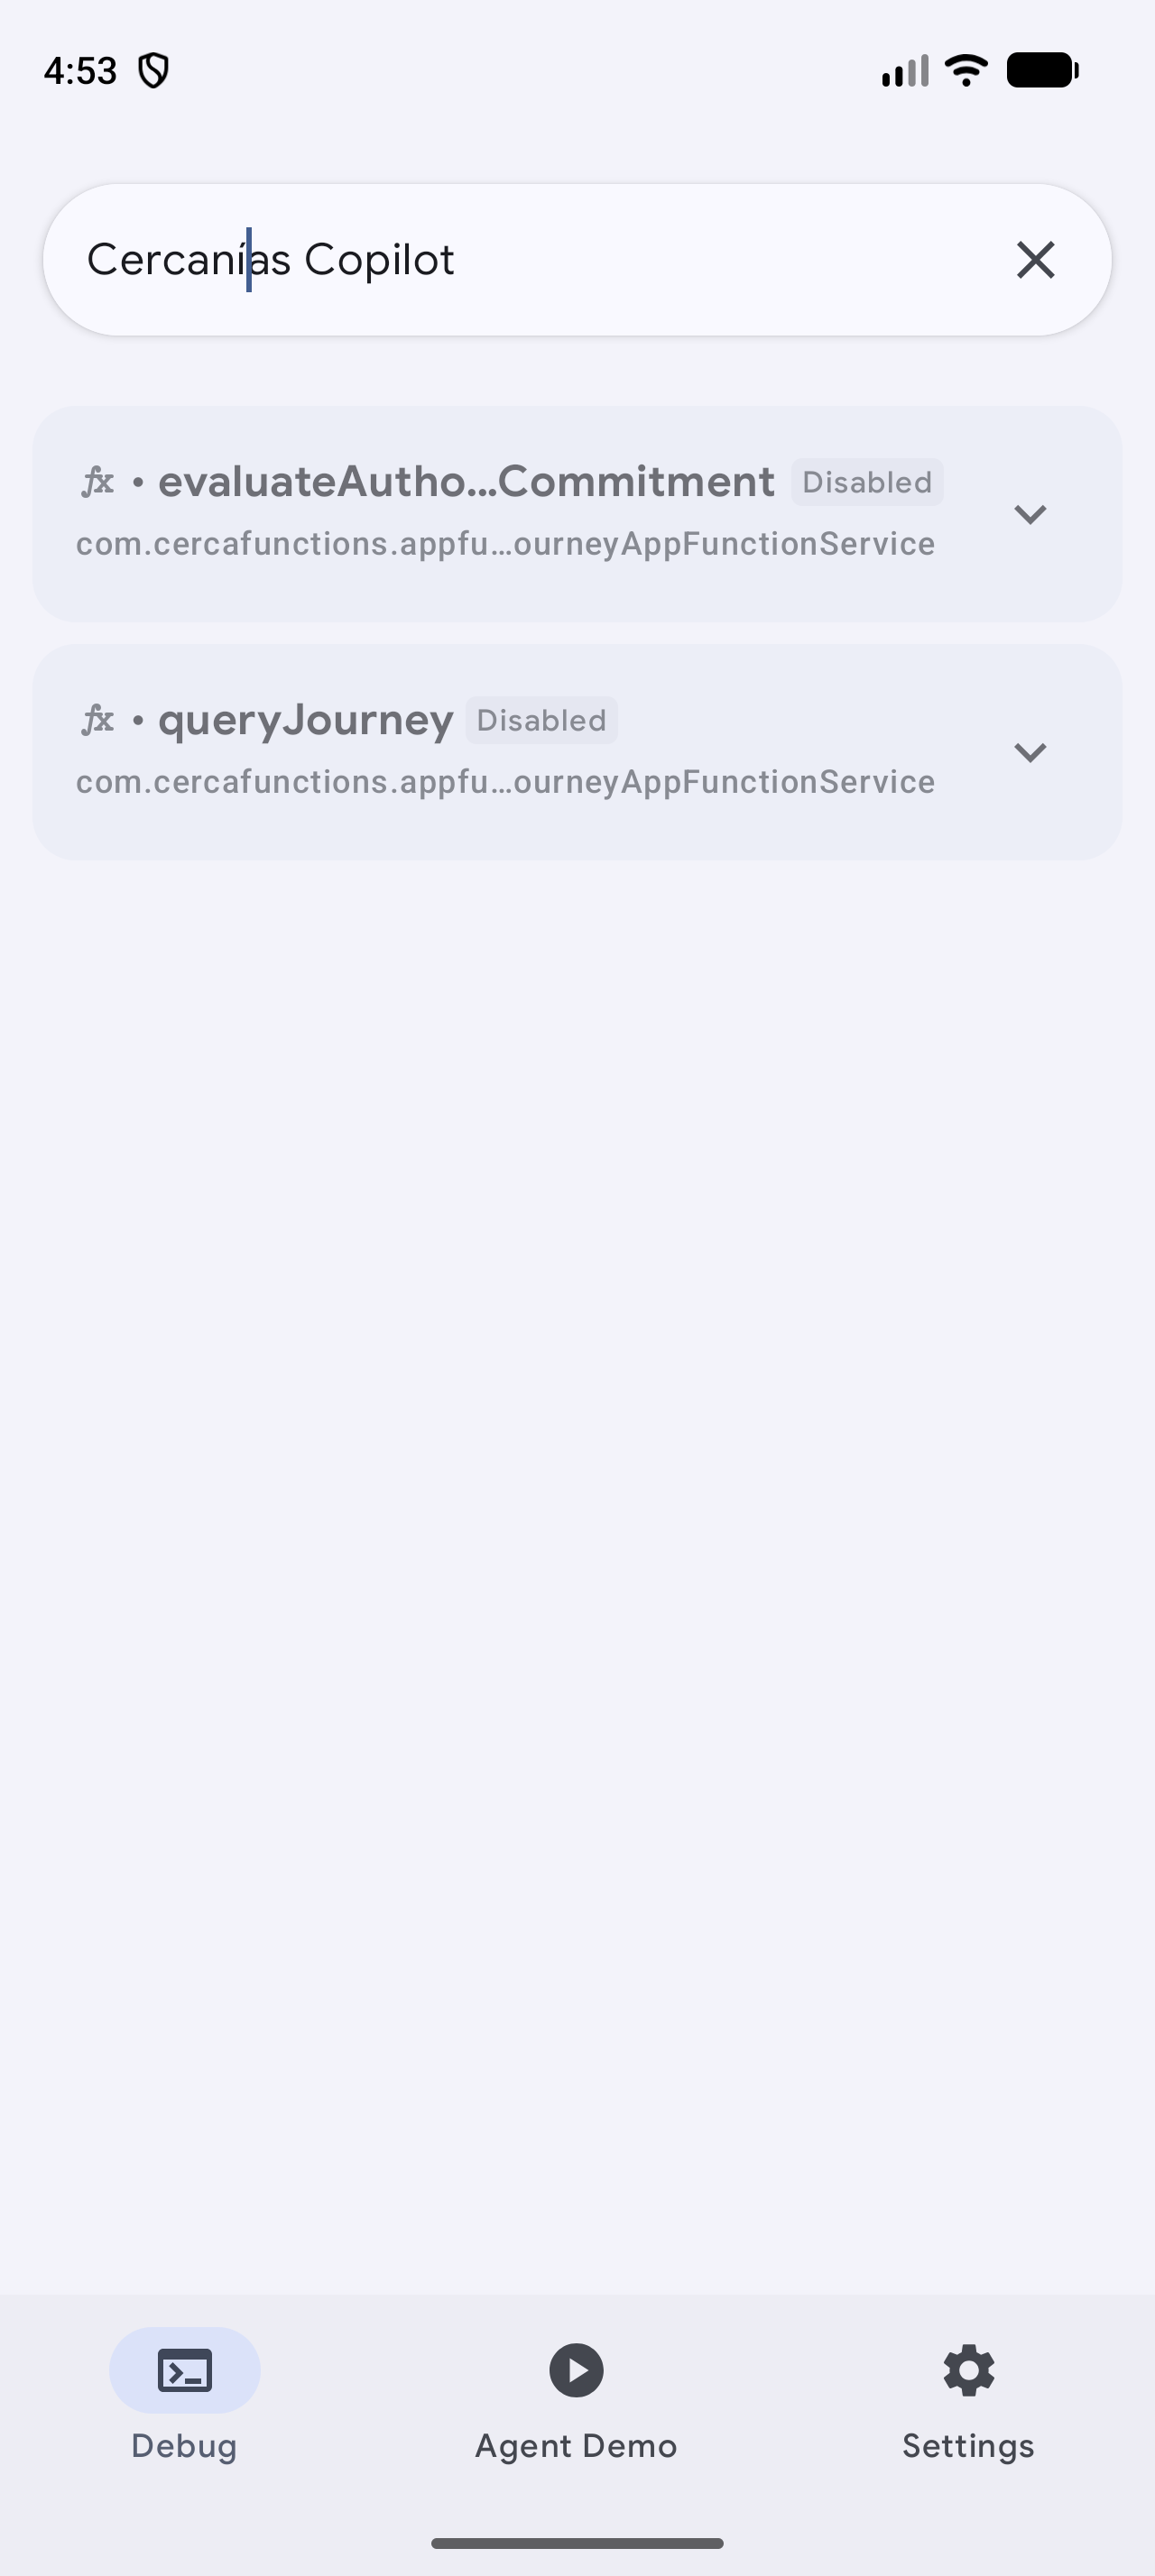 4:53
Cercanías Copilot
fx • evaluateAutho...Commitment Disabled
com.cercafunctions.appfu...ourneyAppFunctionService
fx • queryJourney Disabled
com.cercafunctions.appfu...ourneyAppFunctionService
Debug Agent Demo Settings